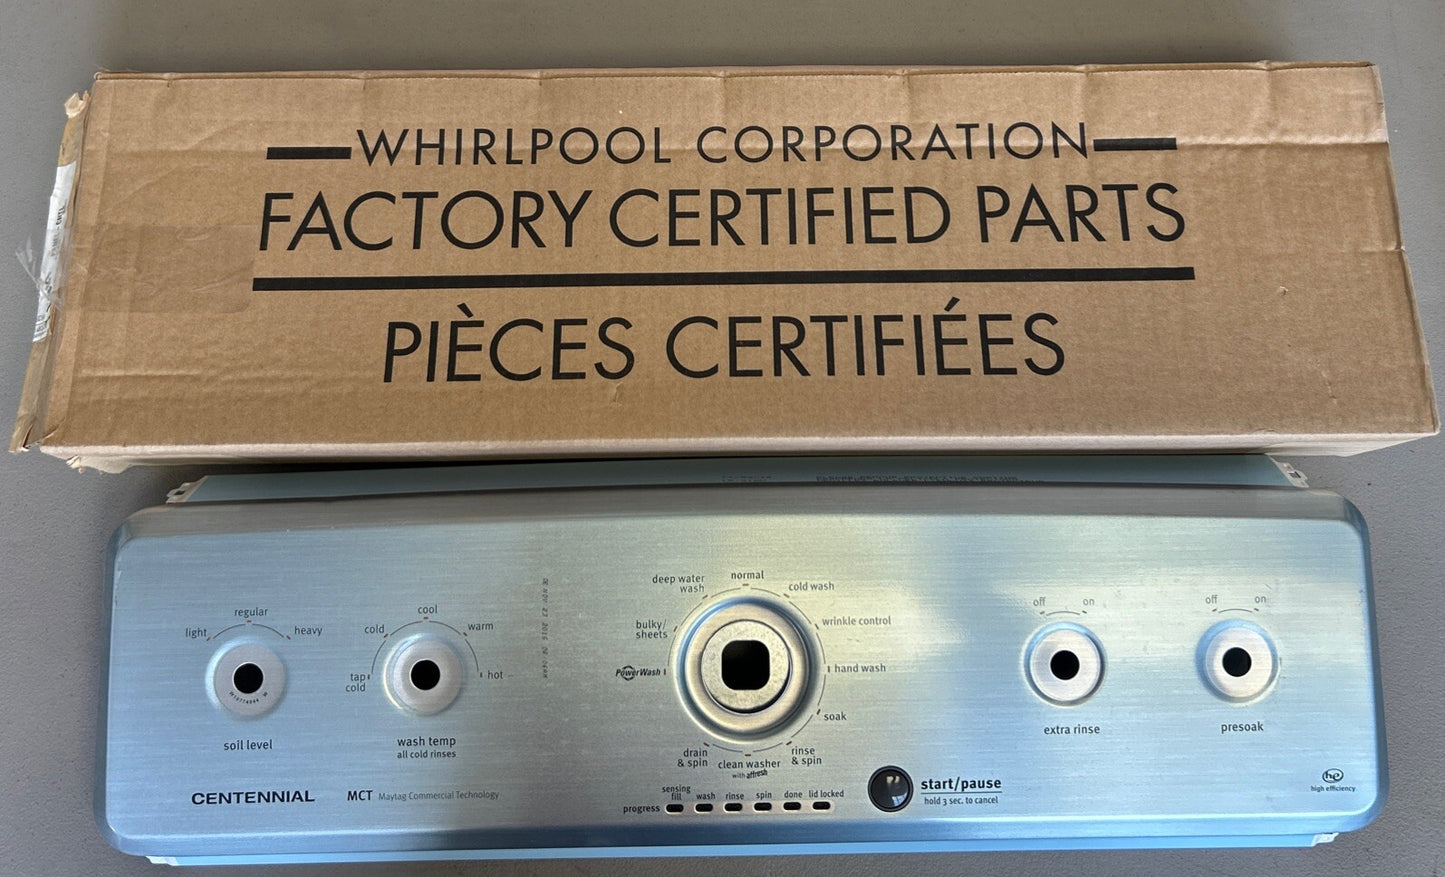 WHIRLPOOL CORPORATION
FACTORY CERTIFIED PARTS
PIÈCES CERTIFIÉES
light
regular
heavy
soil level
tap
cold
cold
cool
warm
hot
wash temp
all cold rinses
PowerWash
bulky/
sheets
deep water
wash
normal
cold wash
wrinkle control
hand wash
soak
rinse
& spin
clean washer
with affresh
drain
& spin
off
on
extra rinse
off
on
presoak
CENTENNIAL
MCT Maytag Commercial Technology
progress
sensing
fill
wash
rinse
spin
done
lid locked
start/pause
hold 3 sec. to cancel
he
high efficiency